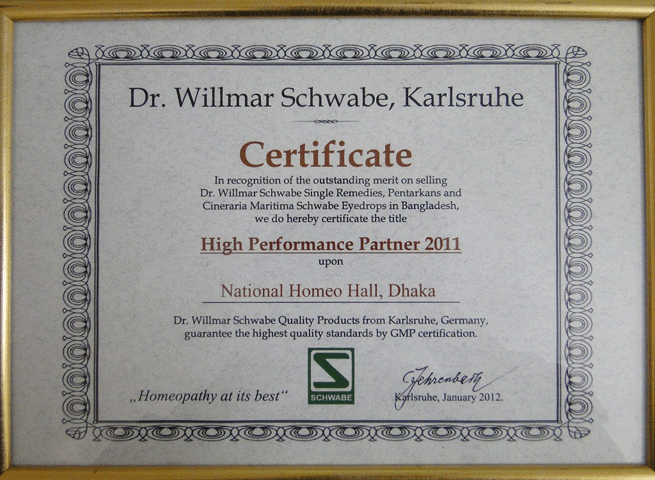 Dr. Willmar Schwabe, Karlsruhe
Certificate
In recognition of the outstanding merit on selling
Dr. Willmar Schwabe Single Remedies, Pentarkans and
Cineraria Maritima Schwabe Eyedrops in Bangladesh,
we do hereby certificate the title
High Performance Partner 2011
upon
National Homeo Hall, Dhaka
Dr. Willmar Schwabe Quality Products from Karlsruhe, Germany,
guarantee the highest quality standards by GMP certification.
„Homeopathy at its best“
SCHWABE
Karlsruhe, January 2012.